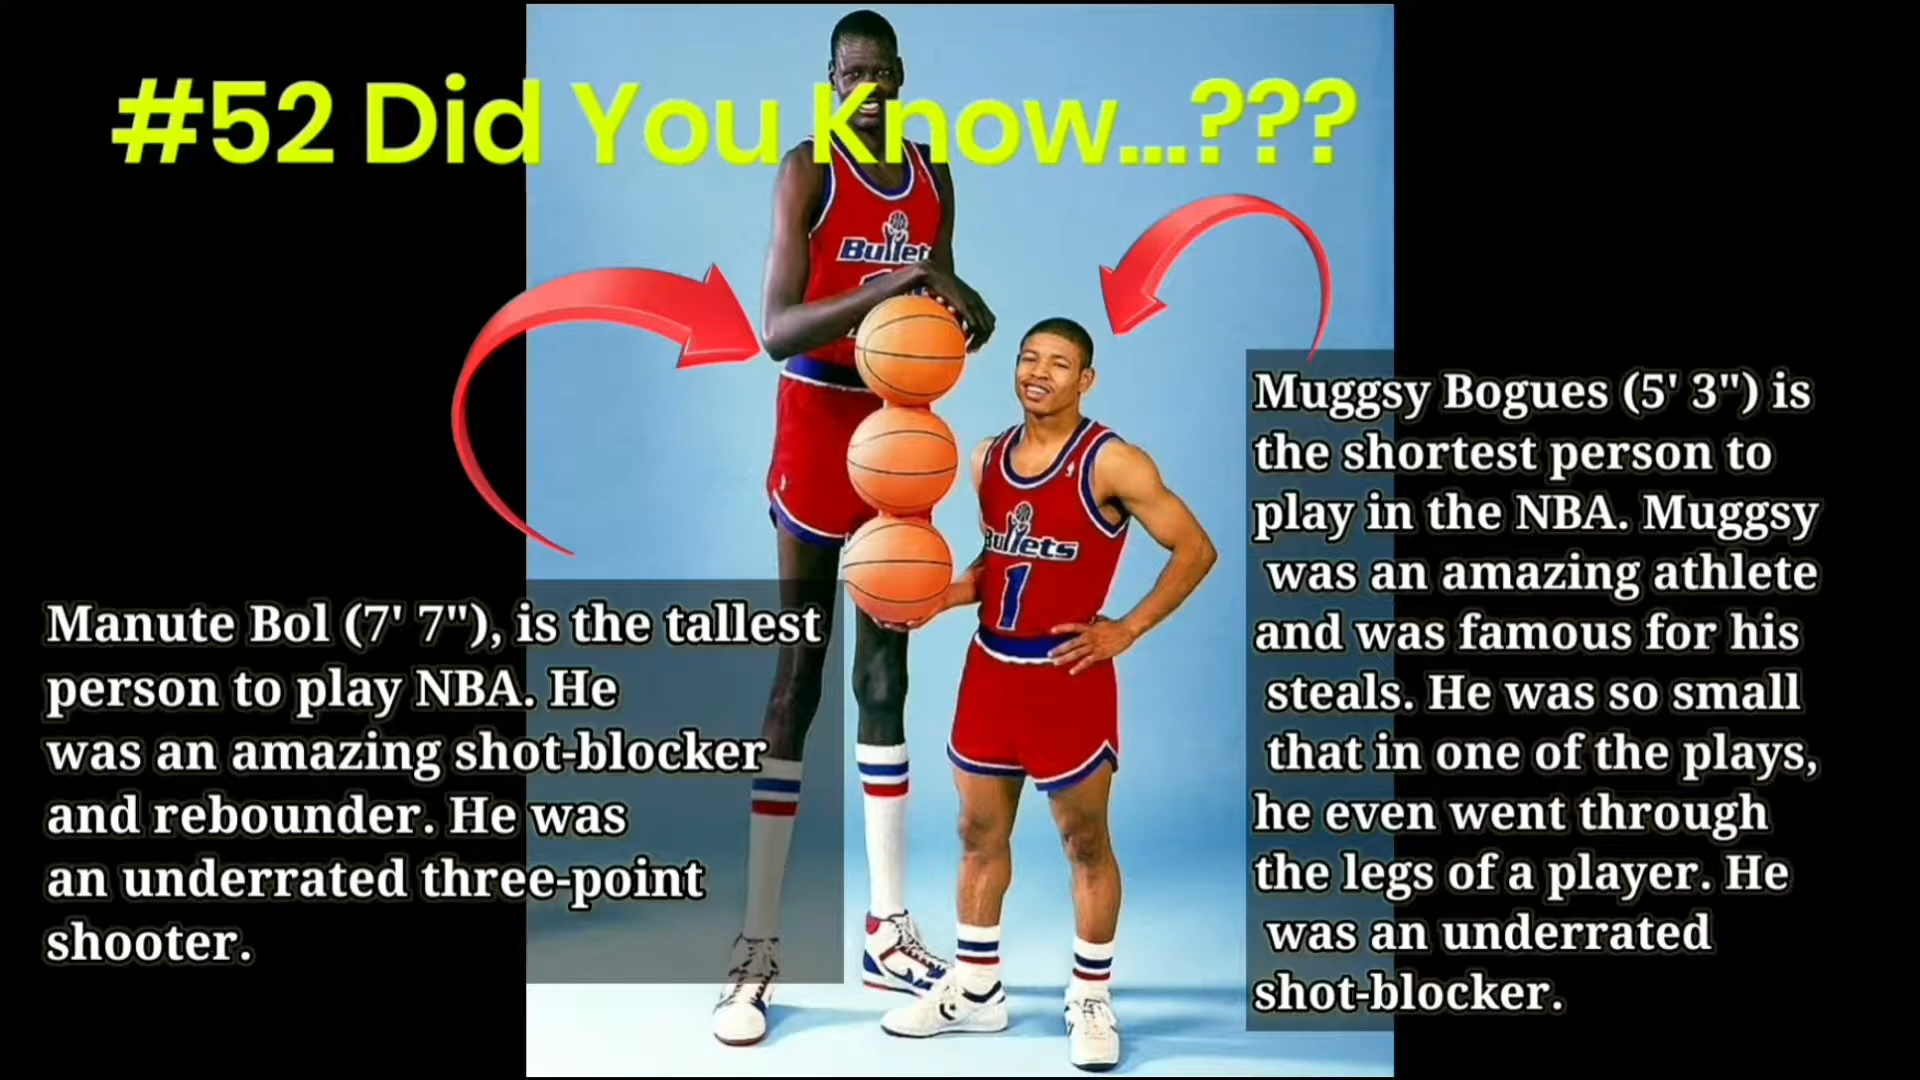 #52 Did You Know...???
Bullet
Bullets
1
Manute Bol (7' 7"), is the tallest
person to play NBA. He
was an amazing shot-blocker
and rebounder. He was
an underrated three-point
shooter.
Muggsy Bogues (5' 3") is
the shortest person to
play in the NBA. Muggsy
was an amazing athlete
and was famous for his
steals. He was so small
that in one of the plays,
he even went through
the legs of a player. He
was an underrated
shot-blocker.